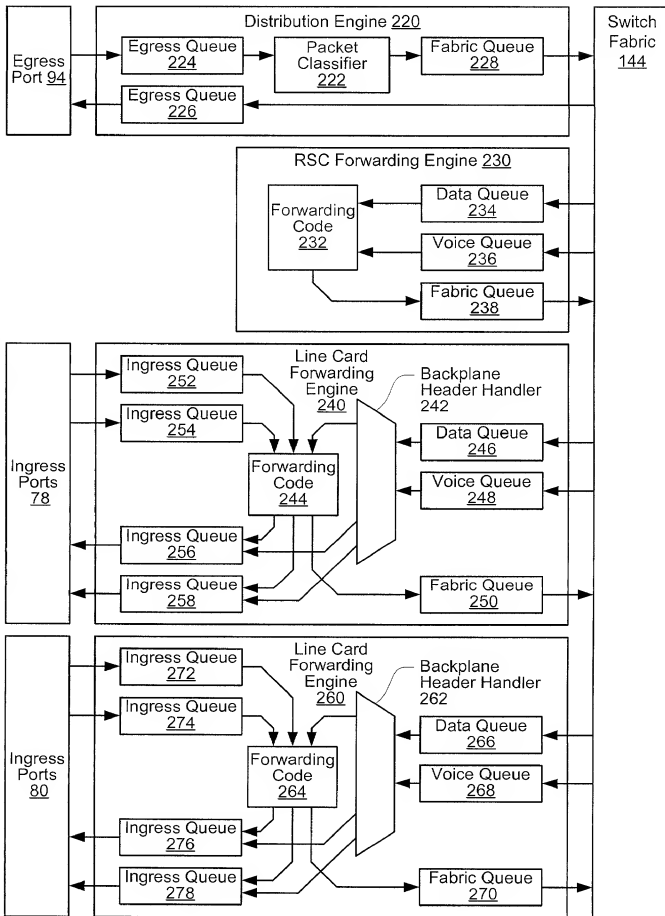 Distribution Engine 220
Egress
Port 94
Egress Queue
224
Packet
Classifier
222
Fabric Queue
228
Egress Queue
226
Switch
Fabric
144
RSC Forwarding Engine 230
Forwarding
Code
232
Data Queue
234
Voice Queue
236
Fabric Queue
238
Ingress
Ports
78
Ingress Queue
252
Ingress Queue
254
Line Card
Forwarding
Engine
240
Backplane
Header Handler
242
Forwarding
Code
244
Data Queue
246
Voice Queue
248
Ingress Queue
256
Ingress Queue
258
Fabric Queue
250
Ingress
Ports
80
Ingress Queue
272
Ingress Queue
274
Line Card
Forwarding
Engine
260
Backplane
Header Handler
262
Forwarding
Code
264
Data Queue
266
Voice Queue
268
Ingress Queue
276
Ingress Queue
278
Fabric Queue
270